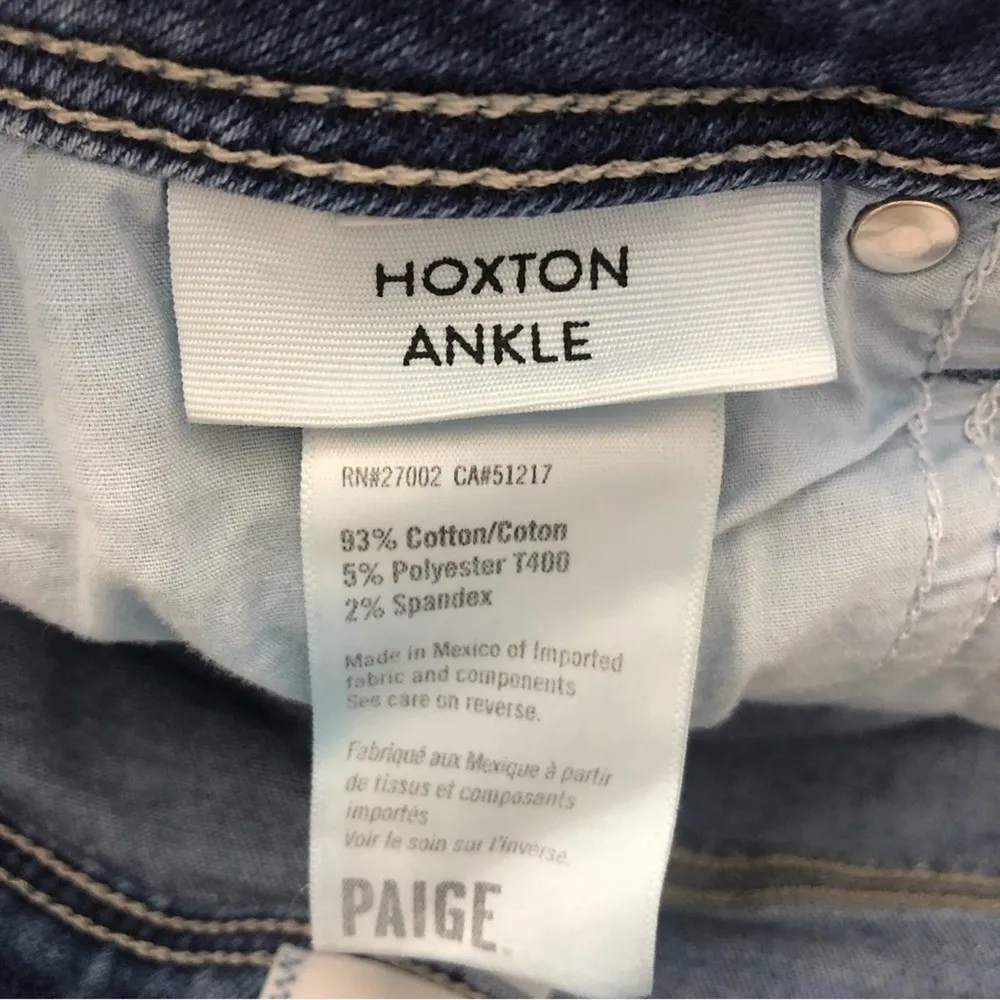 HOXTON
ANKLE
RN#27002 CA#51217
93% Cotton/Coton
5% Polyester T400
2% Spandex
Made in Mexico of Imported
fabric and components
See care on reverse.
Fabriqué aux Mexique à partir
de tissus et composants
importés
Voir le soin sur l'inverse.
PAIGE